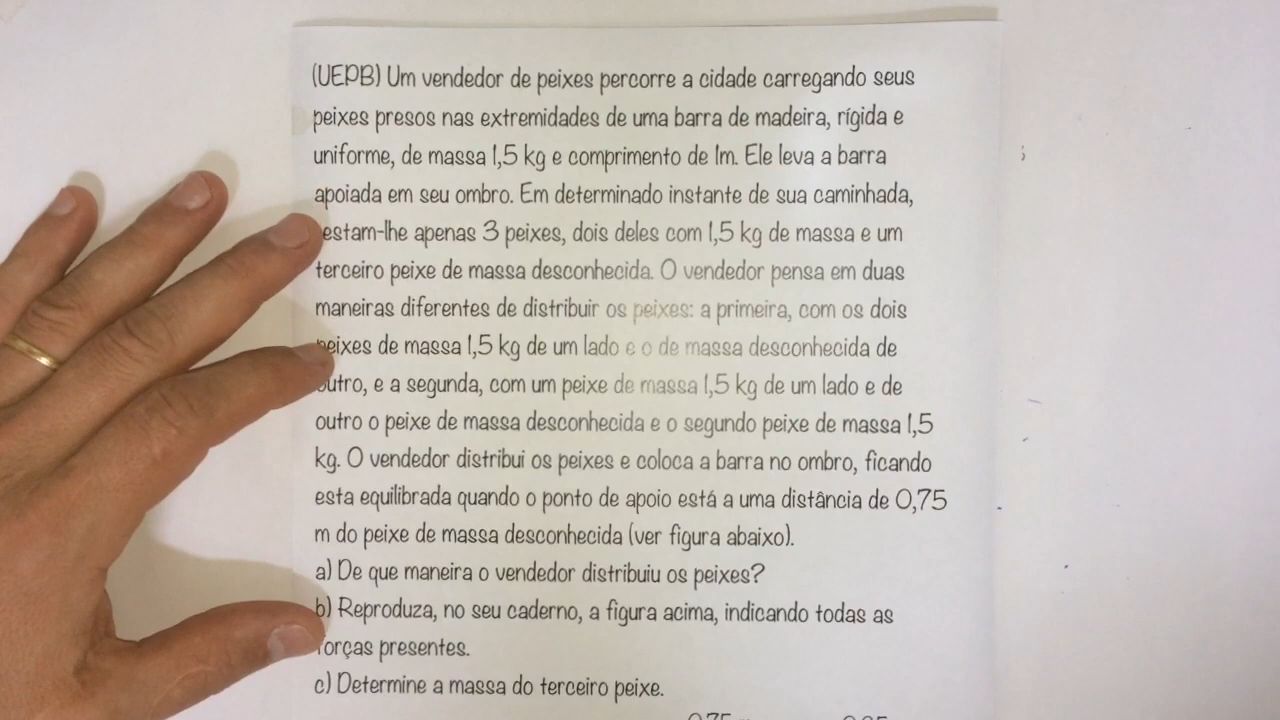 (UEPB) Um vendedor de peixes percorre a cidade carregando seus
peixes presos nas extremidades de uma barra de madeira, rígida e
uniforme, de massa 1,5 kg e comprimento de 1m. Ele leva a barra
apoiada em seu ombro. Em determinado instante de sua caminhada,
estam-lhe apenas 3 peixes, dois deles com 1,5 kg de massa e um
terceiro peixe de massa desconhecida. O vendedor pensa em duas
maneiras diferentes de distribuir os peixes: a primeira, com os dois
peixes de massa 1,5 kg de um lado e o de massa desconhecida de
outro, e a segunda, com um peixe de massa 1,5 kg de um lado e de
outro o peixe de massa desconhecida e o segundo peixe de massa 1,5
kg. O vendedor distribui os peixes e coloca a barra no ombro, ficando
esta equilibrada quando o ponto de apoio está a uma distância de 0,75
m do peixe de massa desconhecida (ver figura abaixo).
a) De que maneira o vendedor distribuiu os peixes?
b) Reproduza, no seu caderno, a figura acima, indicando todas as
forças presentes.
c) Determine a massa do terceiro peixe.